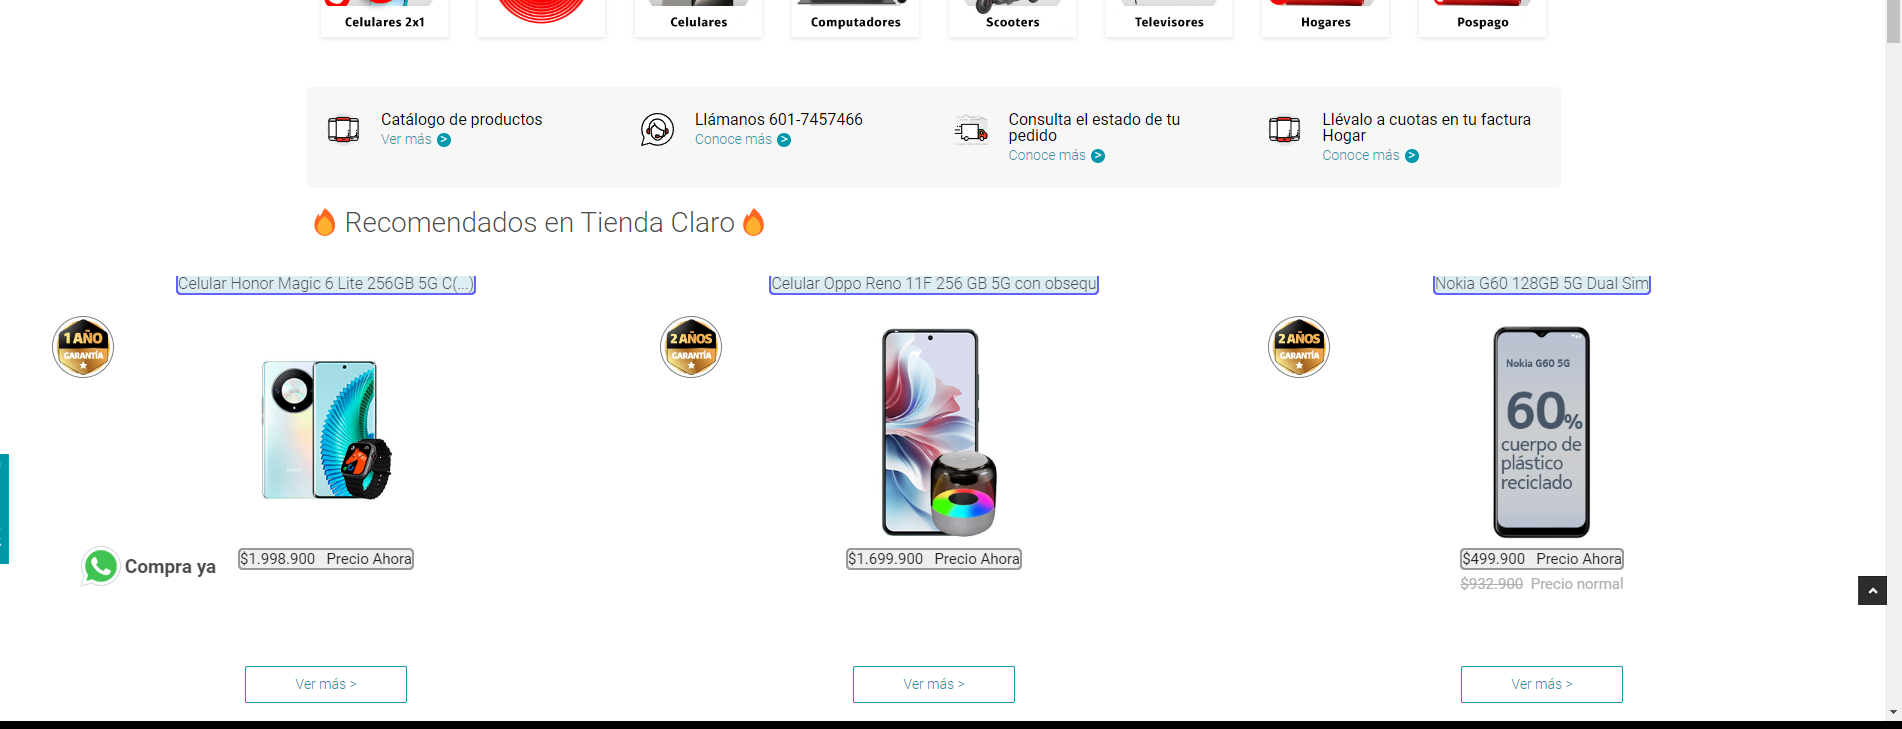 Celulares 2x1
Celulares
Computadores
Scooters
Televisores
Hogares
Pospago
Catálogo de productos
Ver más >
Llámanos 601-7457466
Conoce más >
Consulta el estado de tu
pedido
Conoce más >
Llévalo a cuotas en tu factura
Hogar
Conoce más >
🔥 Recomendados en Tienda Claro 🔥
Celular Honor Magic 6 Lite 256GB 5G C(...)
Celular Oppo Reno 11F 256 GB 5G con obsequ
Nokia G60 128GB 5G Dual Sim
1 AÑO
GARANTÍA
2 AÑOS
GARANTÍA
2 AÑOS
GARANTÍA
Nokia G60 5G
60%
cuerpo de
plástico
reciclado
Compra ya
$1.998.900 Precio Ahora
$1.699.900 Precio Ahora
$499.900 Precio Ahora
$932.900 Precio normal
Ver más >
Ver más >
Ver más >